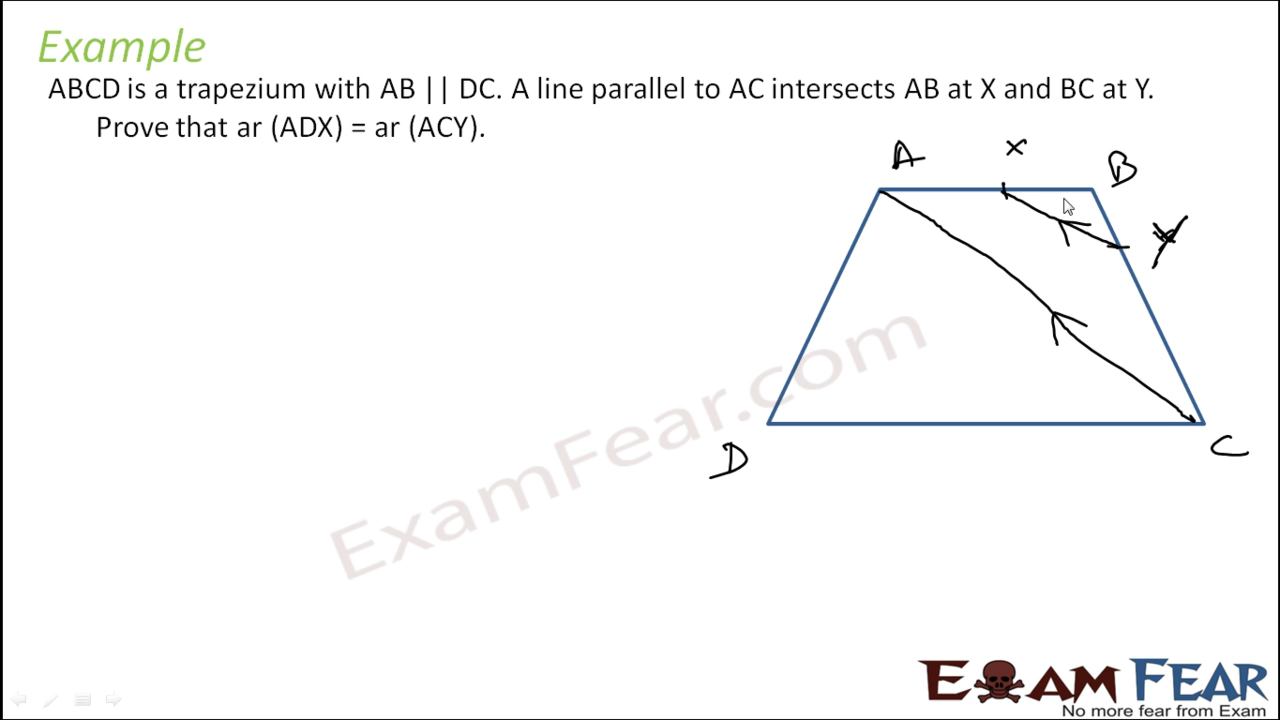 Example
ABCD is a trapezium with AB || DC. A line parallel to AC intersects AB at X and BC at Y.
Prove that ar (ADX) = ar (ACY).
A x B
Y
D C
ExamFear.com
EXAM FEAR
No more fear from Exam